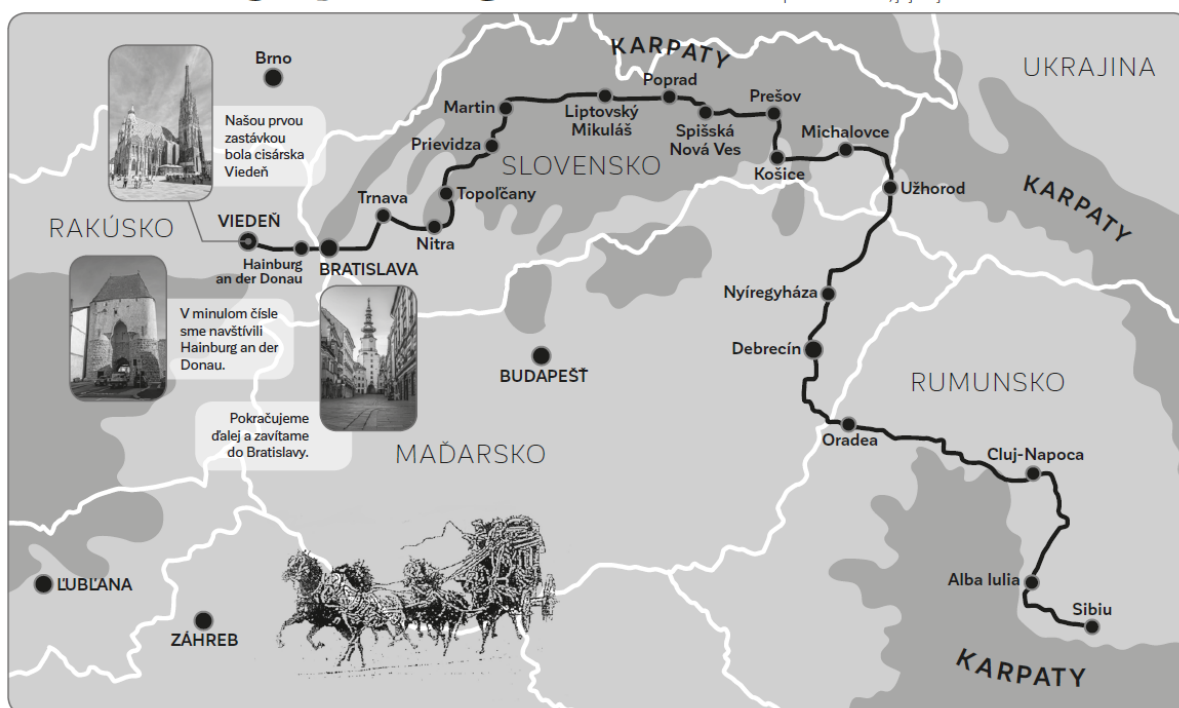 KARPATY
UKRAJINA
Brno
Poprad
Našou prvou
zastávkou
bola cisárska
Viedeň
Martin
Liptovský
Mikuláš
Prešov
Spišská
Nová Ves
Michalovce
Prievidza
SLOVENSKO
Košice
Užhorod
KARPATY
Trnava
Topoľčany
RAKÚSKO
VIEDEŇ
Nitra
Hainburg
an der Donau
BRATISLAVA
Nyíregyháza
V minulom čísle
sme navštívili
Hainburg an der
Donau.
Debrecín
BUDAPEŠŤ
RUMUNSKO
Pokračujeme
ďalej a zavítame
do Bratislavy.
Oradea
MAĎARSKO
Cluj-Napoca
ĽUBĽANA
Alba Iulia
Sibiu
ZÁHREB
KARPATY